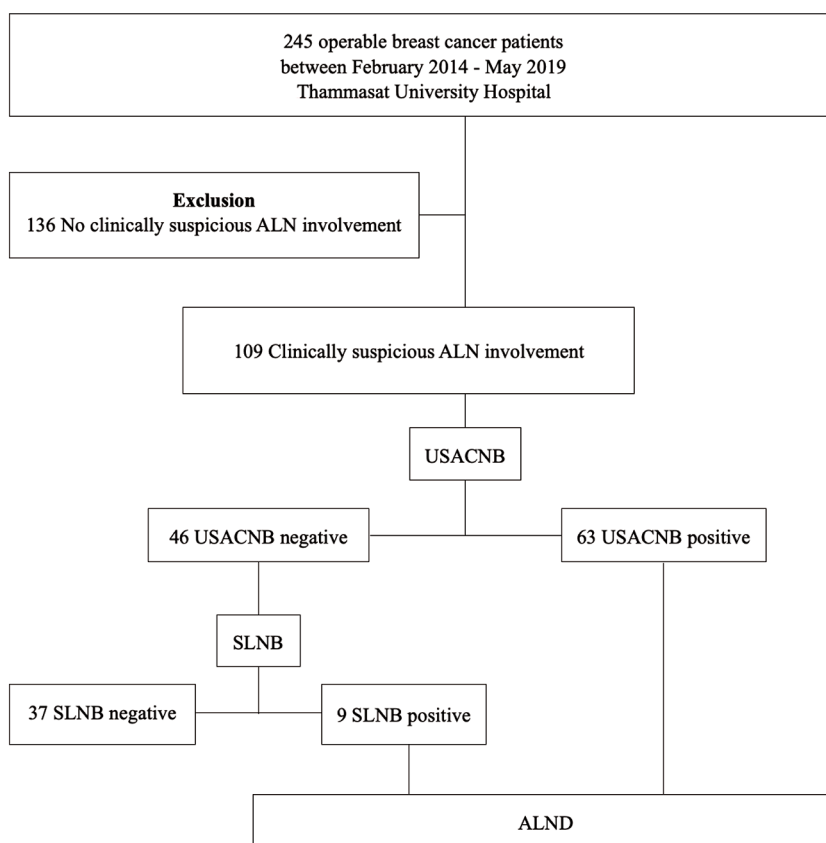 245 operable breast cancer patients
between February 2014 - May 2019
Thammasat University Hospital
Exclusion
136 No clinically suspicious ALN involvement
109 Clinically suspicious ALN involvement
USACNB
46 USACNB negative
63 USACNB positive
SLNB
37 SLNB negative
9 SLNB positive
ALND